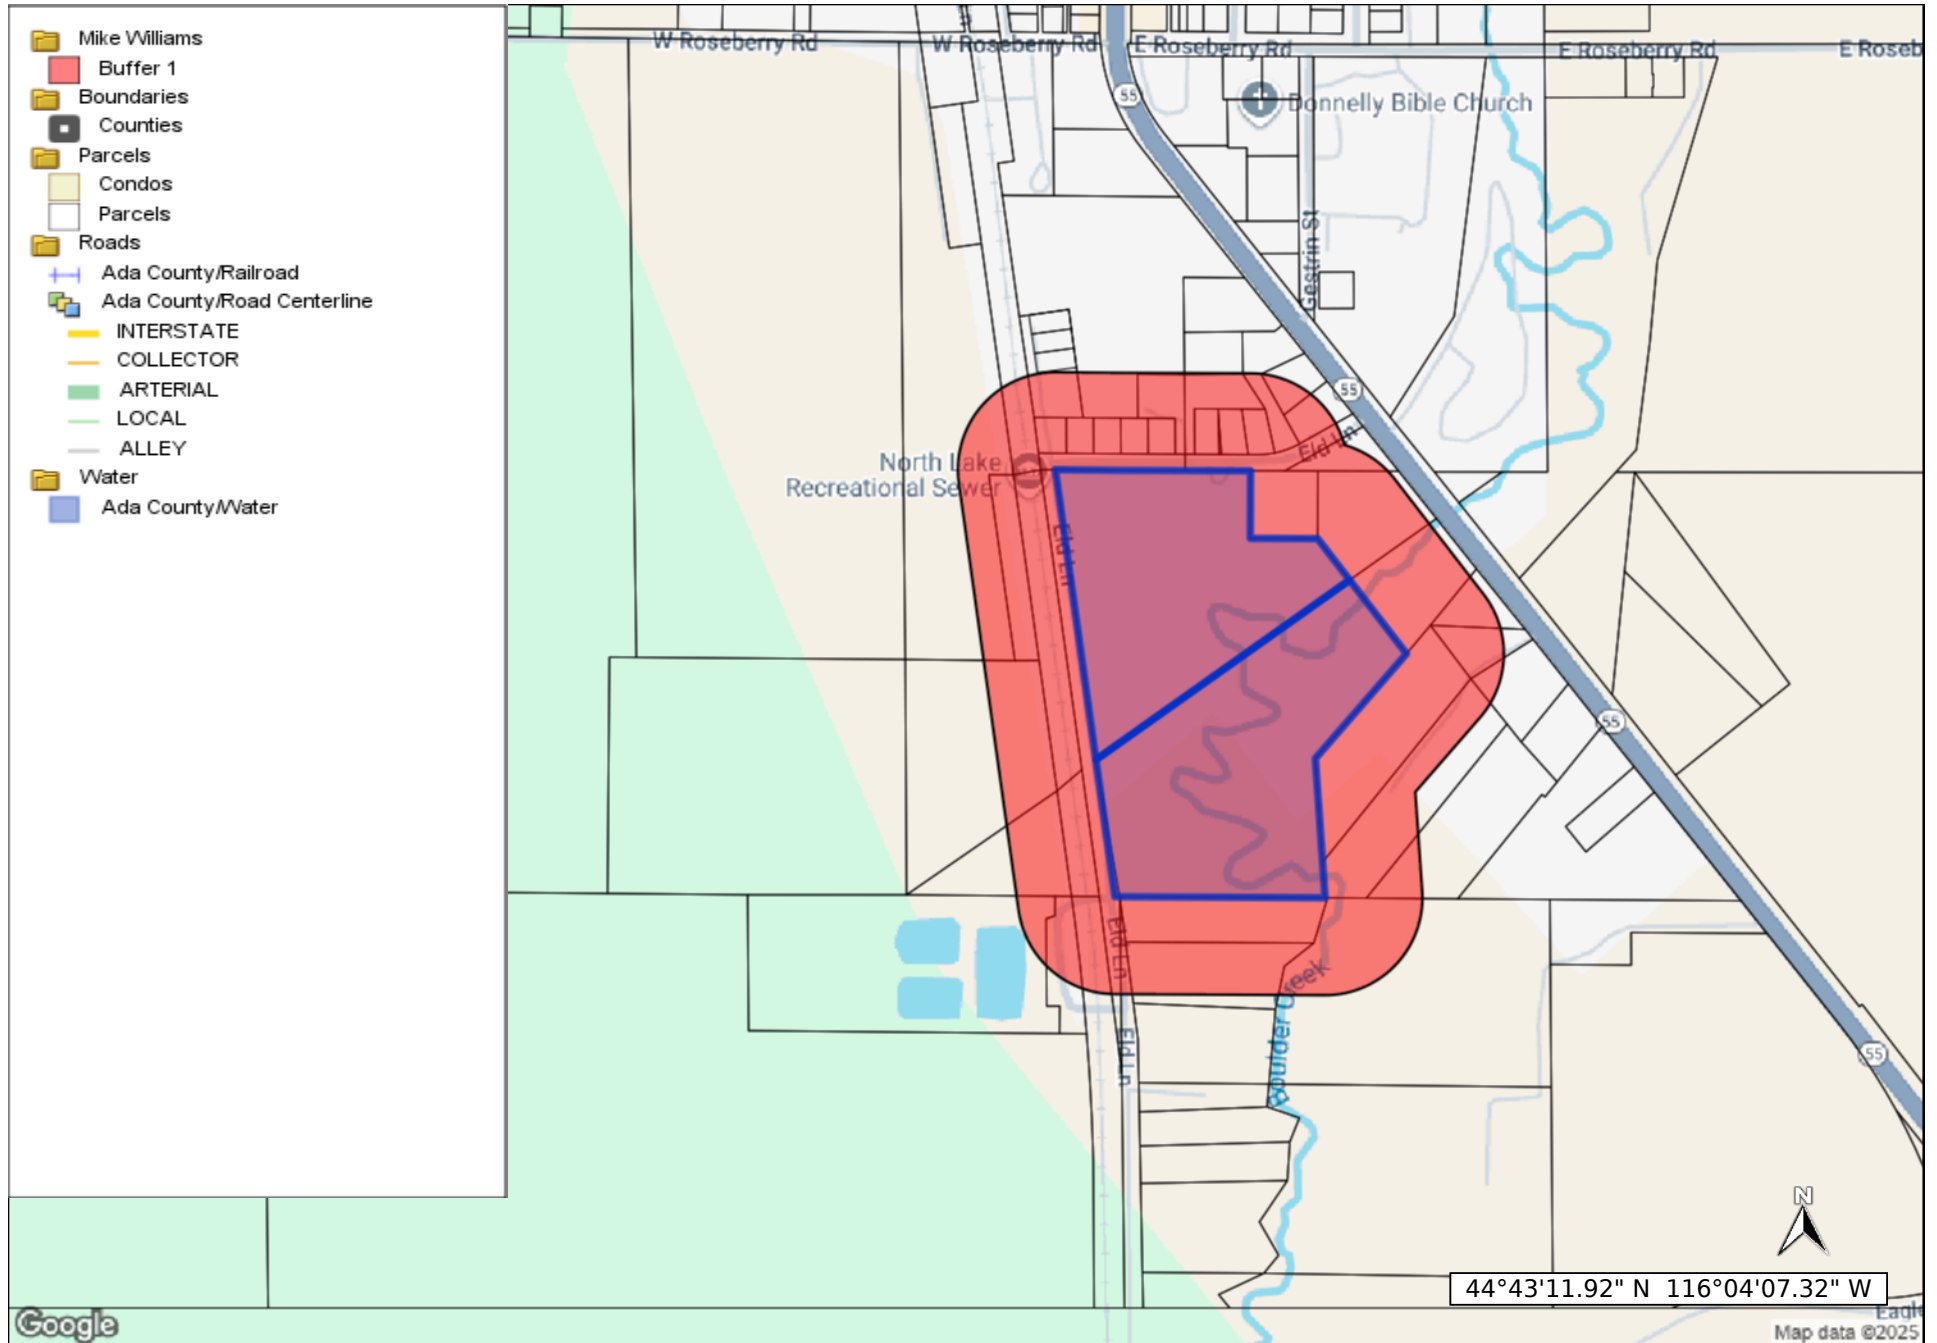 Mike Williams
Buffer 1
Boundaries
Counties
Parcels
Condos
Parcels
Roads
Ada County/Railroad
Ada County/Road Centerline
INTERSTATE
COLLECTOR
ARTERIAL
LOCAL
ALLEY
Water
Ada County/Water
Ln
W Roseberry Rd
W Roseberry Rd
E Roseberry Rd
E Roseberry Rd
E Roseb
55
Donnelly Bible Church
Gestrin St
55
Eld Ln
North Lake
Recreational Sewer
Eld Ln
55
Eld Ln
Boulder Creek
Eld Ln
55
N
44°43'11.92" N 116°04'07.32" W
Eagle
Google
Map data ©2025